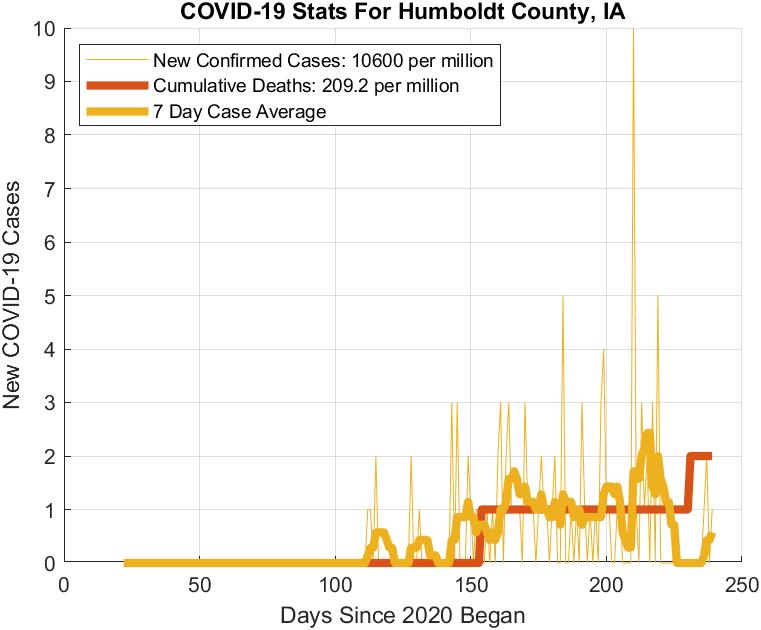 COVID-19 Stats For Humboldt County, IA
New Confirmed Cases: 10600 per million
Cumulative Deaths: 209.2 per million
7 Day Case Average
New COVID-19 Cases
10
9
8
7
6
5
4
3
2
1
0
0 50 100 150 200 250
Days Since 2020 Began